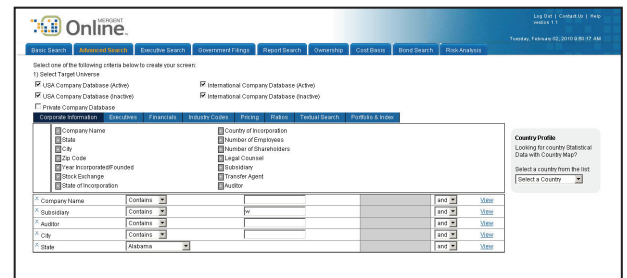 MERGENT
Online™
Log Out | Contact Us | Help
version 1.1
Tuesday, February 02, 2010 9:50:17 AM
Basic Search Advanced Search Executive Search Government Filings Report Search Ownership Cost Basis Bond Search Risk Analysis
Select one of the following criteria below to create your screen:
1) Select Target Universe
USA Company Database (Active) International Company Database (Active)
USA Company Database (Inactive) International Company Database (Inactive)
Private Company Database
Corporate Information Executives Financials Industry Codes Pricing Ratios Textual Search Portfolio & Index
Company Name Country of Incorporation
State Number of Employees
City Number of Shareholders
Zip Code Legal Counsel
Year Incorporated/Founded Subsidiary
Stock Exchange Transfer Agent
State of Incorporation Auditor
Country Profile
Looking for country Statistical
Data with Country Map?
Select a country from the list:
Select a Country
Company Name Contains and View
Subsidiary Contains w and View
Auditor Contains and View
City Contains and View
State Alabama and View